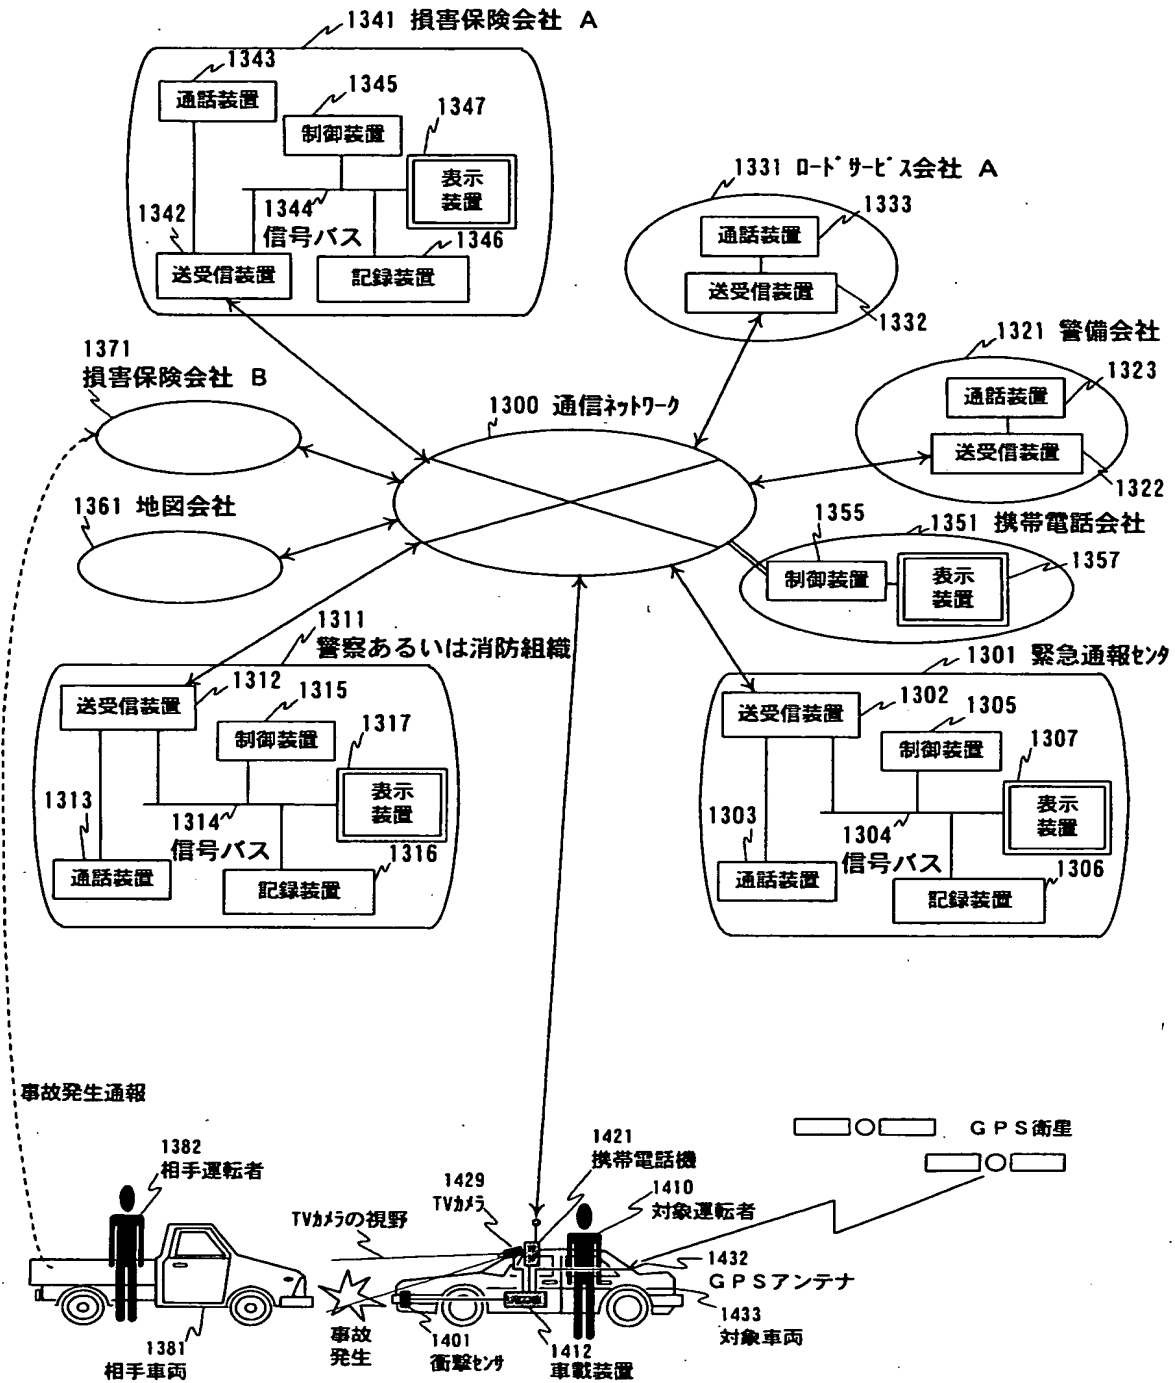 1341 損害保険会社 A
1343
通話装置
1345
制御装置
1347
表示
装置
1342
1344
信号バス
1346
送受信装置
記録装置
1331 ロードサービス会社 A
1333
通話装置
送受信装置
1332
1321 警備会社
1323
通話装置
送受信装置
1322
1371
損害保険会社 B
1300 通信ネットワーク
1361 地図会社
1355
1351 携帯電話会社
制御装置
表示
装置
1357
1311
警察あるいは消防組織
1312
送受信装置
1315
制御装置
1317
表示
装置
1313
1314
信号バス
1316
通話装置
記録装置
1301 緊急通報センタ
1302
送受信装置
1305
制御装置
1307
表示
装置
1303
1304
信号バス
1306
通話装置
記録装置
事故発生通報
1382
相手運転者
1429
TVカメラ
TVカメラの視野
1421
携帯電話機
1410
対象運転者
GPS衛星
1432
GPSアンテナ
1433
対象車両
1381
相手車両
事故
発生
1401
衝撃センサ
1412
車載装置